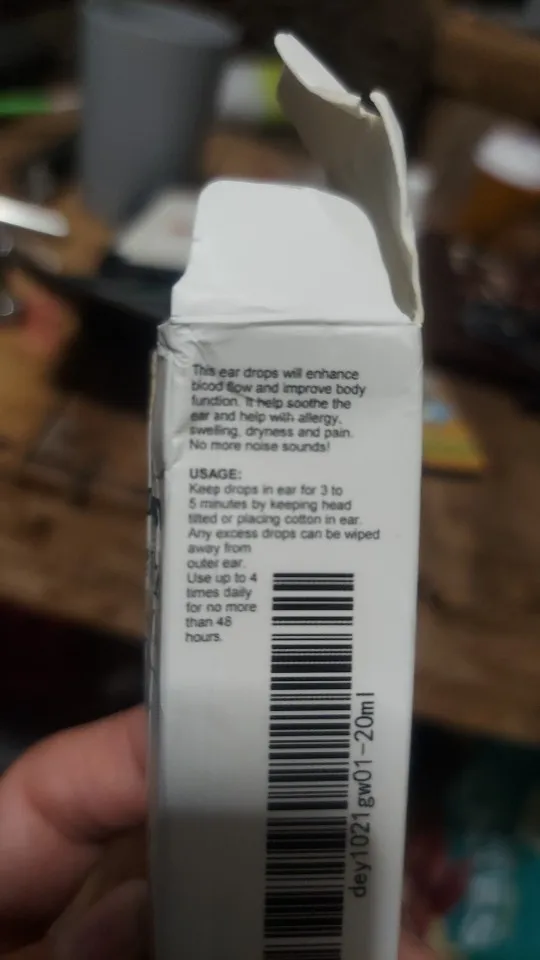 This ear drops will enhance
blood flow and improve body
function. It help soothe the
ear and help with allergy,
swelling, dryness and pain.
No more noise sounds!
USAGE:
Keep drops in ear for 3 to
5 minutes by keeping head
tilted or placing cotton in ear.
Any excess drops can be wiped
away from
outer ear.
Use up to 4
times daily
for no more
than 48
hours.
dey1021gw01-20ml